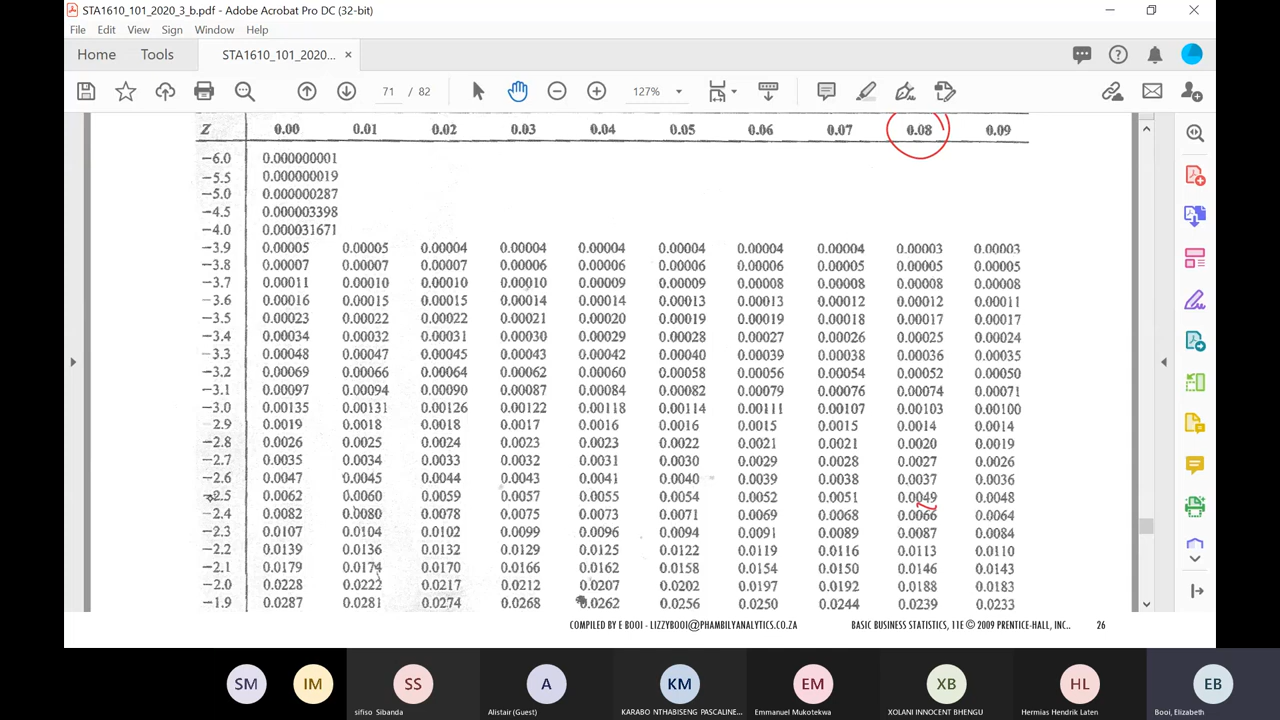 STA1610_101_2020_3_b.pdf - Adobe Acrobat Pro DC (32-bit)
File Edit View Sign Window Help
Home Tools STA1610_101_2020... ×
71 / 82 127%
Z 0.00 0.01 0.02 0.03 0.04 0.05 0.06 0.07 0.08 0.09
−6.0 0.000000001
−5.5 0.000000019
−5.0 0.000000287
−4.5 0.000003398
−4.0 0.000031671
−3.9 0.00005 0.00005 0.00004 0.00004 0.00004 0.00004 0.00004 0.00004 0.00003 0.00003
−3.8 0.00007 0.00007 0.00007 0.00006 0.00006 0.00006 0.00006 0.00005 0.00005 0.00005
−3.7 0.00011 0.00010 0.00010 0.00010 0.00009 0.00009 0.00008 0.00008 0.00008 0.00008
−3.6 0.00016 0.00015 0.00015 0.00014 0.00014 0.00013 0.00013 0.00012 0.00012 0.00011
−3.5 0.00023 0.00022 0.00022 0.00021 0.00020 0.00019 0.00019 0.00018 0.00017 0.00017
−3.4 0.00034 0.00032 0.00031 0.00030 0.00029 0.00028 0.00027 0.00026 0.00025 0.00024
−3.3 0.00048 0.00047 0.00045 0.00043 0.00042 0.00040 0.00039 0.00038 0.00036 0.00035
−3.2 0.00069 0.00066 0.00064 0.00062 0.00060 0.00058 0.00056 0.00054 0.00052 0.00050
−3.1 0.00097 0.00094 0.00090 0.00087 0.00084 0.00082 0.00079 0.00076 0.00074 0.00071
−3.0 0.00135 0.00131 0.00126 0.00122 0.00118 0.00114 0.00111 0.00107 0.00103 0.00100
−2.9 0.0019 0.0018 0.0018 0.0017 0.0016 0.0016 0.0015 0.0015 0.0014 0.0014
−2.8 0.0026 0.0025 0.0024 0.0023 0.0023 0.0022 0.0021 0.0021 0.0020 0.0019
−2.7 0.0035 0.0034 0.0033 0.0032 0.0031 0.0030 0.0029 0.0028 0.0027 0.0026
−2.6 0.0047 0.0045 0.0044 0.0043 0.0041 0.0040 0.0039 0.0038 0.0037 0.0036
−2.5 0.0062 0.0060 0.0059 0.0057 0.0055 0.0054 0.0052 0.0051 0.0049 0.0048
−2.4 0.0082 0.0080 0.0078 0.0075 0.0073 0.0071 0.0069 0.0068 0.0066 0.0064
−2.3 0.0107 0.0104 0.0102 0.0099 0.0096 0.0094 0.0091 0.0089 0.0087 0.0084
−2.2 0.0139 0.0136 0.0132 0.0129 0.0125 0.0122 0.0119 0.0116 0.0113 0.0110
−2.1 0.0179 0.0174 0.0170 0.0166 0.0162 0.0158 0.0154 0.0150 0.0146 0.0143
−2.0 0.0228 0.0222 0.0217 0.0212 0.0207 0.0202 0.0197 0.0192 0.0188 0.0183
−1.9 0.0287 0.0281 0.0274 0.0268 0.0262 0.0256 0.0250 0.0244 0.0239 0.0233
COMPILED BY E BOOI - LIZZYBOOI@PHAMBILYANALYTICS.CO.ZA BASIC BUSINESS STATISTICS, 11E © 2009 PRENTICE-HALL, INC.. 26
SM IM SS A KM EM XB HL EB
sifiso Sibanda Alistair (Guest) KARABO NTHABISENG PASCALINE... Emmanuel Mukotekwa XOLANI INNOCENT BHENGU Hermias Hendrik Laten Booi, Elizabeth